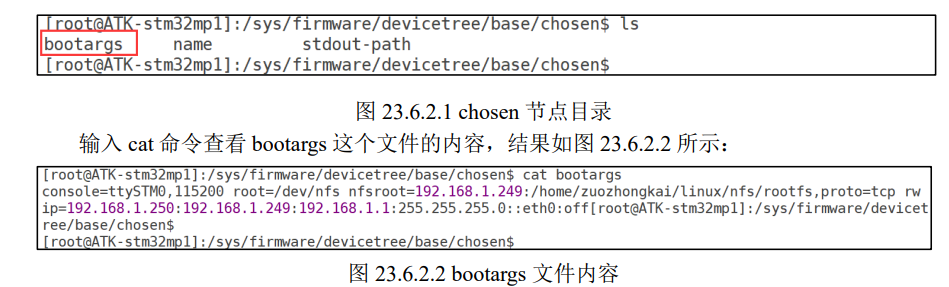 [root@ATK-stm32mp1]:/sys/firmware/devicetree/base/chosen$ ls
bootargs name stdout-path
[root@ATK-stm32mp1]:/sys/firmware/devicetree/base/chosen$
图 23.6.2.1 chosen 节点目录
输入 cat 命令查看 bootargs 这个文件的内容，结果如图 23.6.2.2 所示：
[root@ATK-stm32mp1]:/sys/firmware/devicetree/base/chosen$ cat bootargs
console=ttySTM0,115200 root=/dev/nfs nfsroot=192.168.1.249:/home/zuozhongkai/linux/nfs/rootfs,proto=tcp rw
ip=192.168.1.250:192.168.1.249:192.168.1.1:255.255.255.0::eth0:off[root@ATK-stm32mp1]:/sys/firmware/devicet
ree/base/chosen$
[root@ATK-stm32mp1]:/sys/firmware/devicetree/base/chosen$
图 23.6.2.2 bootargs 文件内容